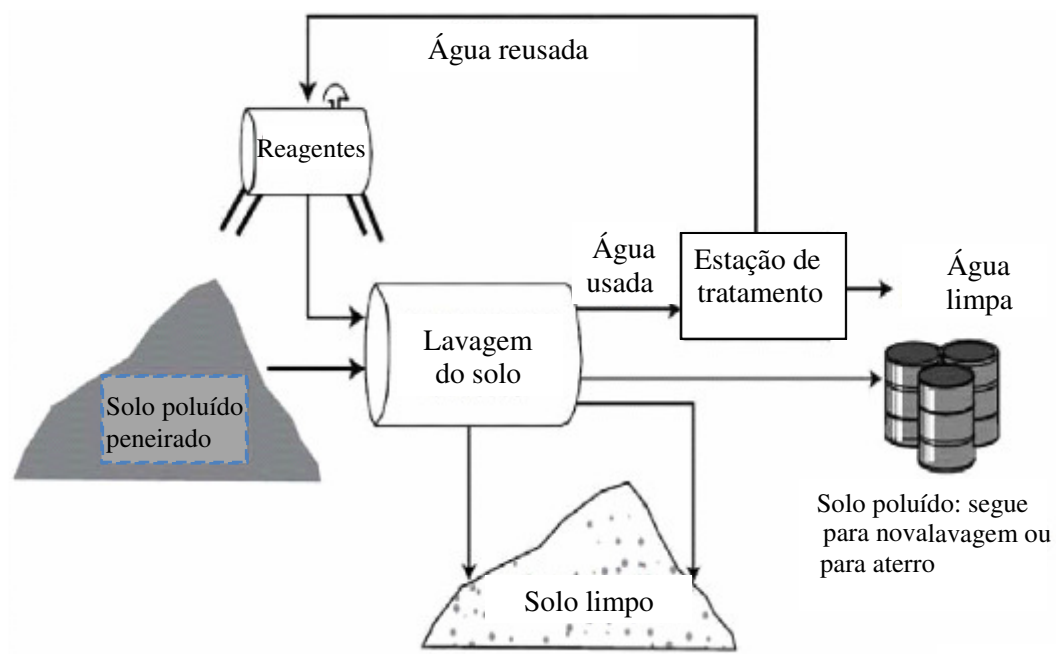 Água reusada
Reagentes
Água
usada
Estação de
tratamento
Água
limpa
Lavagem
do solo
Solo poluído
peneirado
Solo poluído: segue
para novalavagem ou
para aterro
Solo limpo